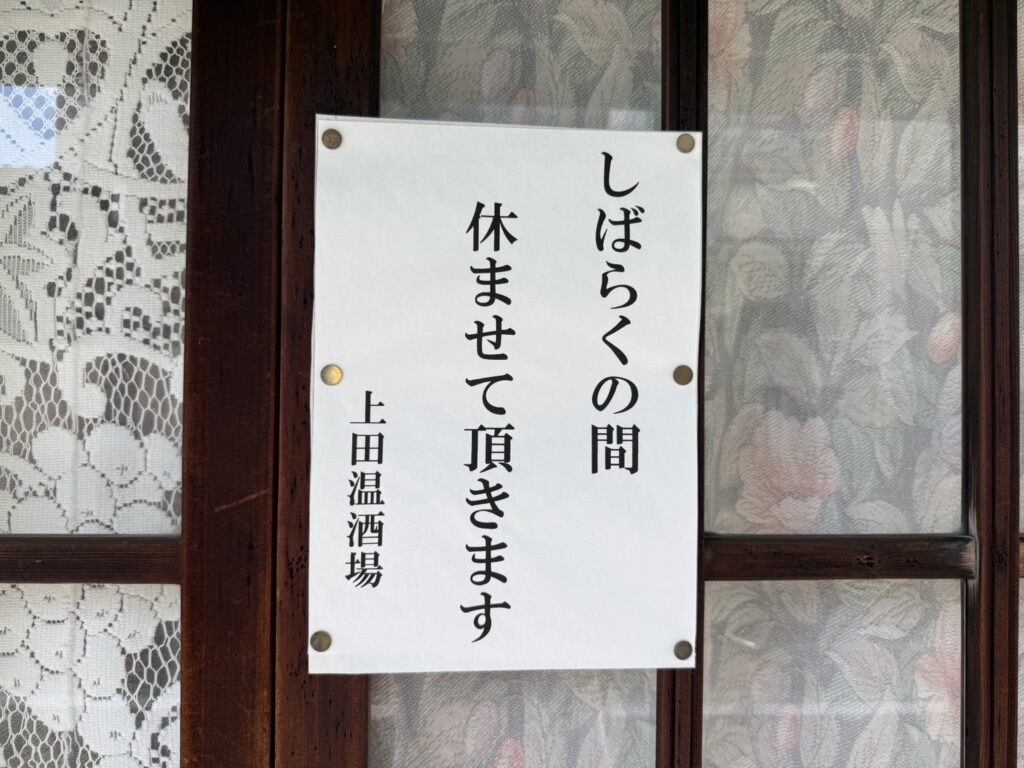 しばらくの間
休ませて頂きます
上田温酒場